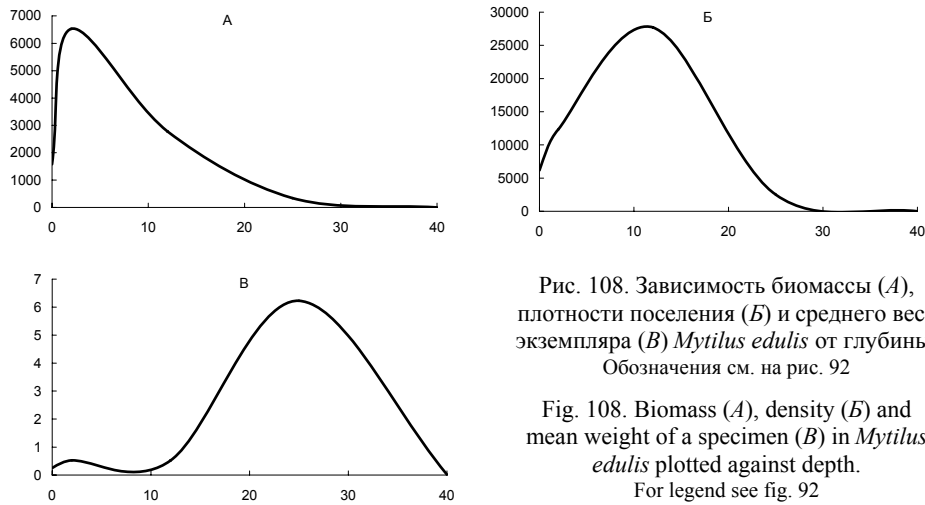 А
7000
6000
5000
4000
3000
2000
1000
0
0 10 20 30 40
Б
30000
25000
20000
15000
10000
5000
0
0 10 20 30 40
В
7
6
5
4
3
2
1
0
0 10 20 30 40
Рис. 108. Зависимость биомассы (А),
плотности поселения (Б) и среднего вес
экземпляра (В) Mytilus edulis от глубин
Обозначения см. на рис. 92
Fig. 108. Biomass (А), density (Б) and
mean weight of a specimen (В) in Mytilus
edulis plotted against depth.
For legend see fig. 92